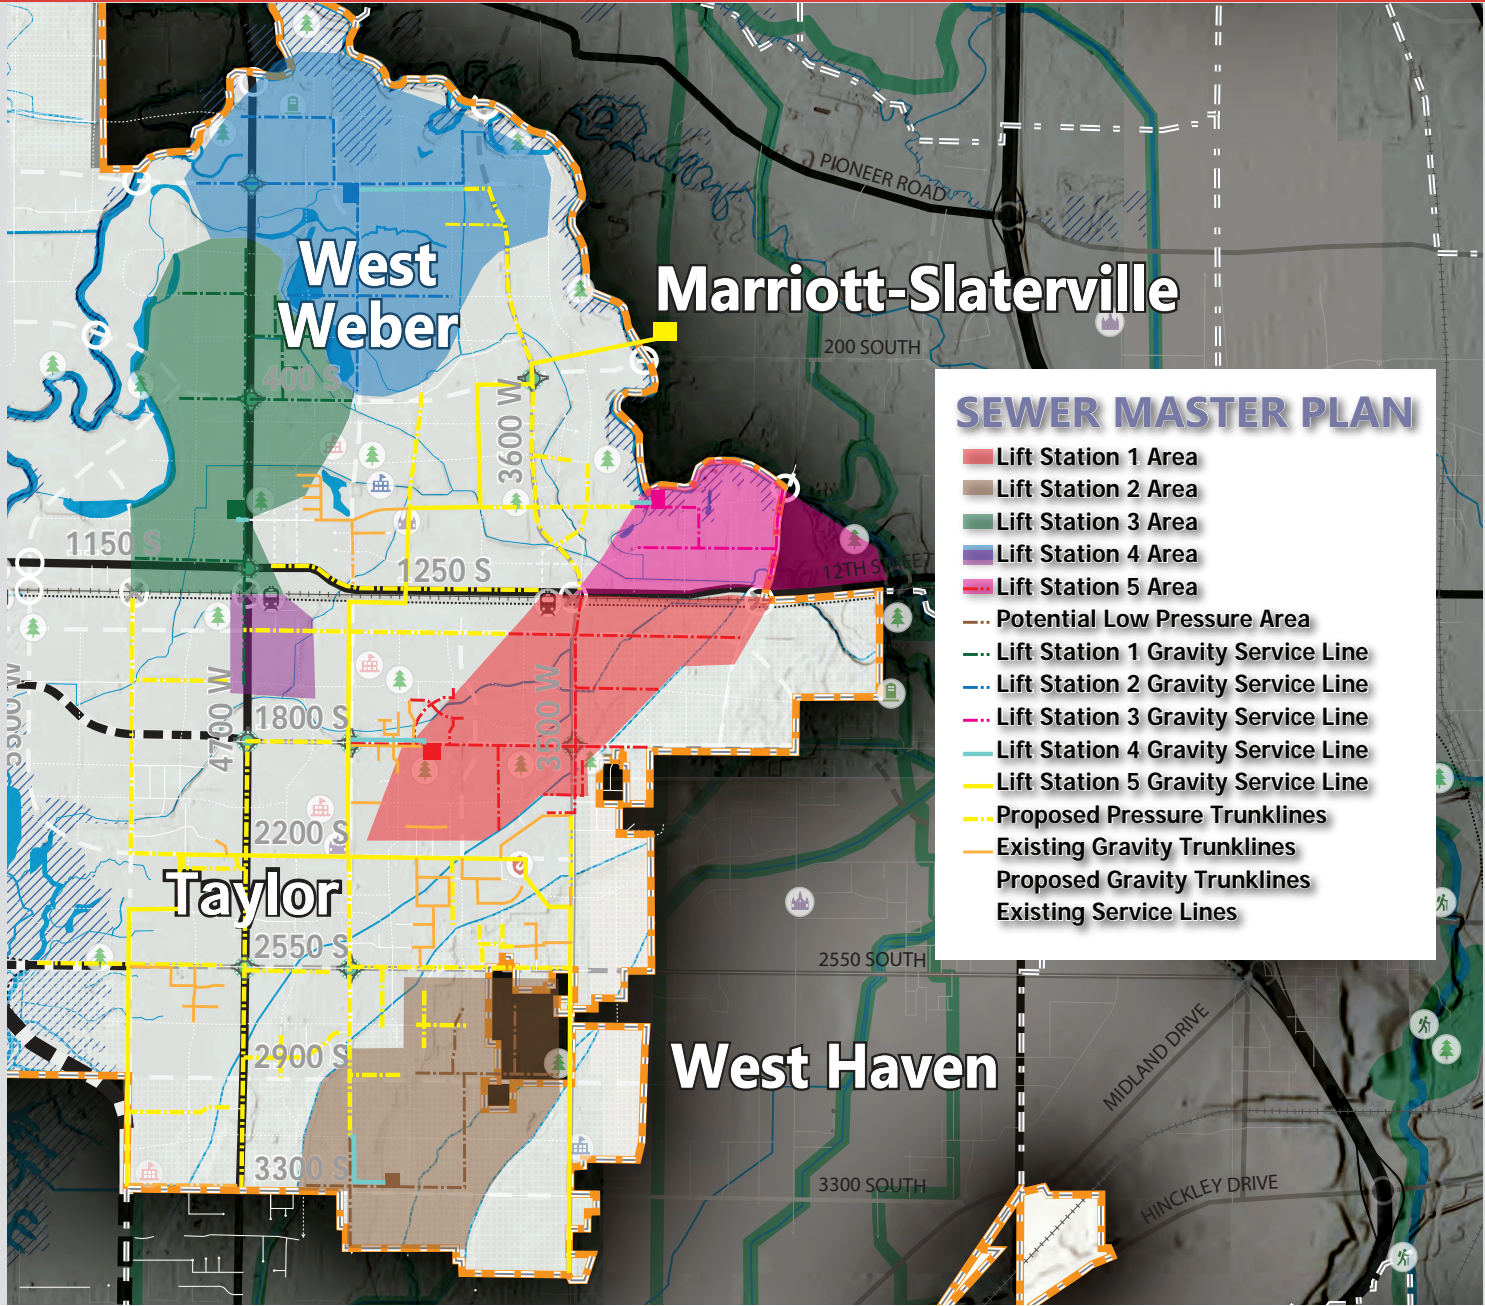 PIONEER ROAD
West
Weber
Marriott-Slaterville
200 SOUTH
400 S
3600 W
SEWER MASTER PLAN
Lift Station 1 Area
Lift Station 2 Area
Lift Station 3 Area
Lift Station 4 Area
Lift Station 5 Area
Potential Low Pressure Area
Lift Station 1 Gravity Service Line
Lift Station 2 Gravity Service Line
Lift Station 3 Gravity Service Line
Lift Station 4 Gravity Service Line
Lift Station 5 Gravity Service Line
Proposed Pressure Trunklines
Existing Gravity Trunklines
Proposed Gravity Trunklines
Existing Service Lines
1150 S
1250 S
12TH STREET
4700 W
3500 W
1800 S
2200 S
Taylor
2550 S
2550 SOUTH
2900 S
West Haven
MIDLAND DRIVE
3300 S
3300 SOUTH
HINCKLEY DRIVE